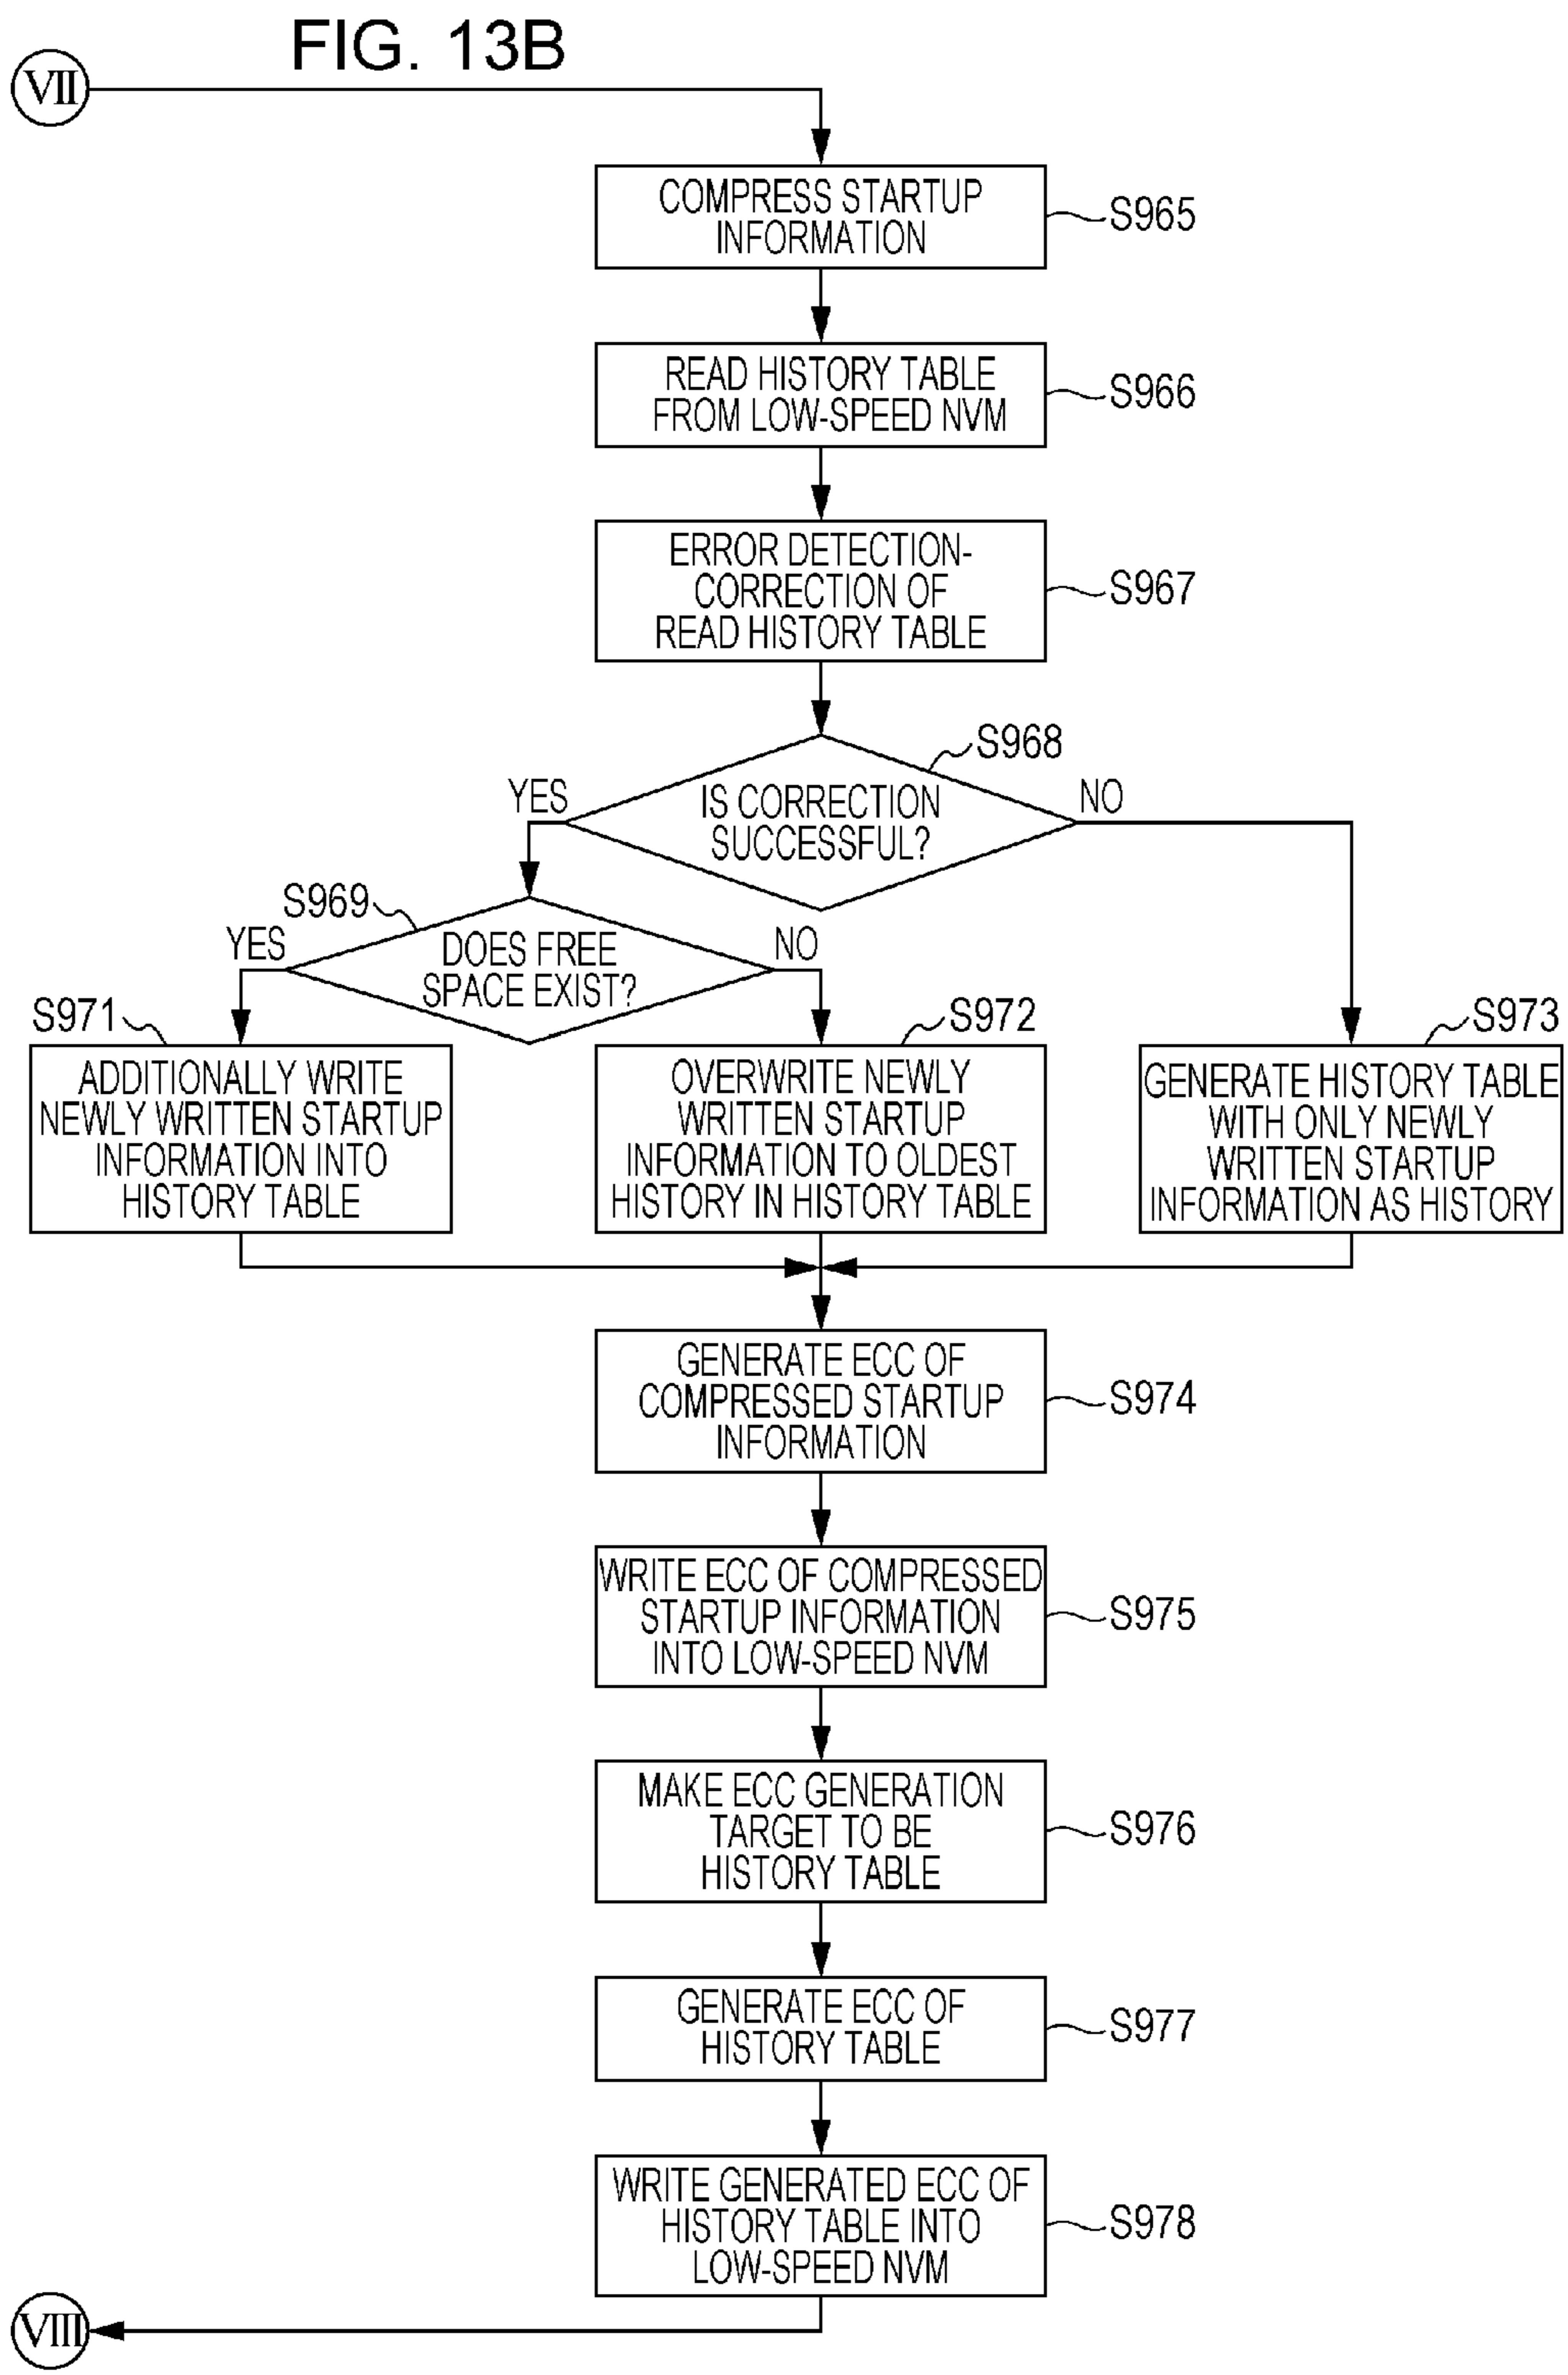 FIG. 13B
VII
COMPRESS STARTUP
INFORMATION
S965
READ HISTORY TABLE
FROM LOW-SPEED NVM
S966
ERROR DETECTION-
CORRECTION OF
READ HISTORY TABLE
S967
S968
YES
IS CORRECTION
SUCCESSFUL?
NO
S969
YES
DOES FREE
SPACE EXIST?
NO
S971
ADDITIONALLY WRITE
NEWLY WRITTEN STARTUP
INFORMATION INTO
HISTORY TABLE
S972
OVERWRITE NEWLY
WRITTEN STARTUP
INFORMATION TO OLDEST
HISTORY IN HISTORY TABLE
S973
GENERATE HISTORY TABLE
WITH ONLY NEWLY
WRITTEN STARTUP
INFORMATION AS HISTORY
GENERATE ECC OF
COMPRESSED STARTUP
INFORMATION
S974
WRITE ECC OF COMPRESSED
STARTUP INFORMATION
INTO LOW-SPEED NVM
S975
MAKE ECC GENERATION
TARGET TO BE
HISTORY TABLE
S976
GENERATE ECC OF
HISTORY TABLE
S977
WRITE GENERATED ECC OF
HISTORY TABLE INTO
LOW-SPEED NVM
S978
VIII